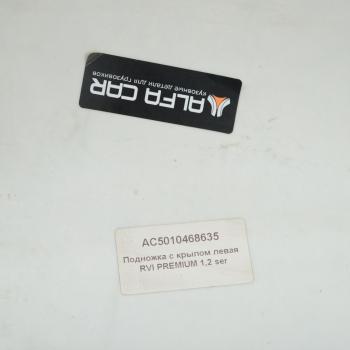 ALFA CAR
кузовные детали для грузовиков
AC5010468635
Подножка с крылом левая
RVI PREMIUM 1,2 ser